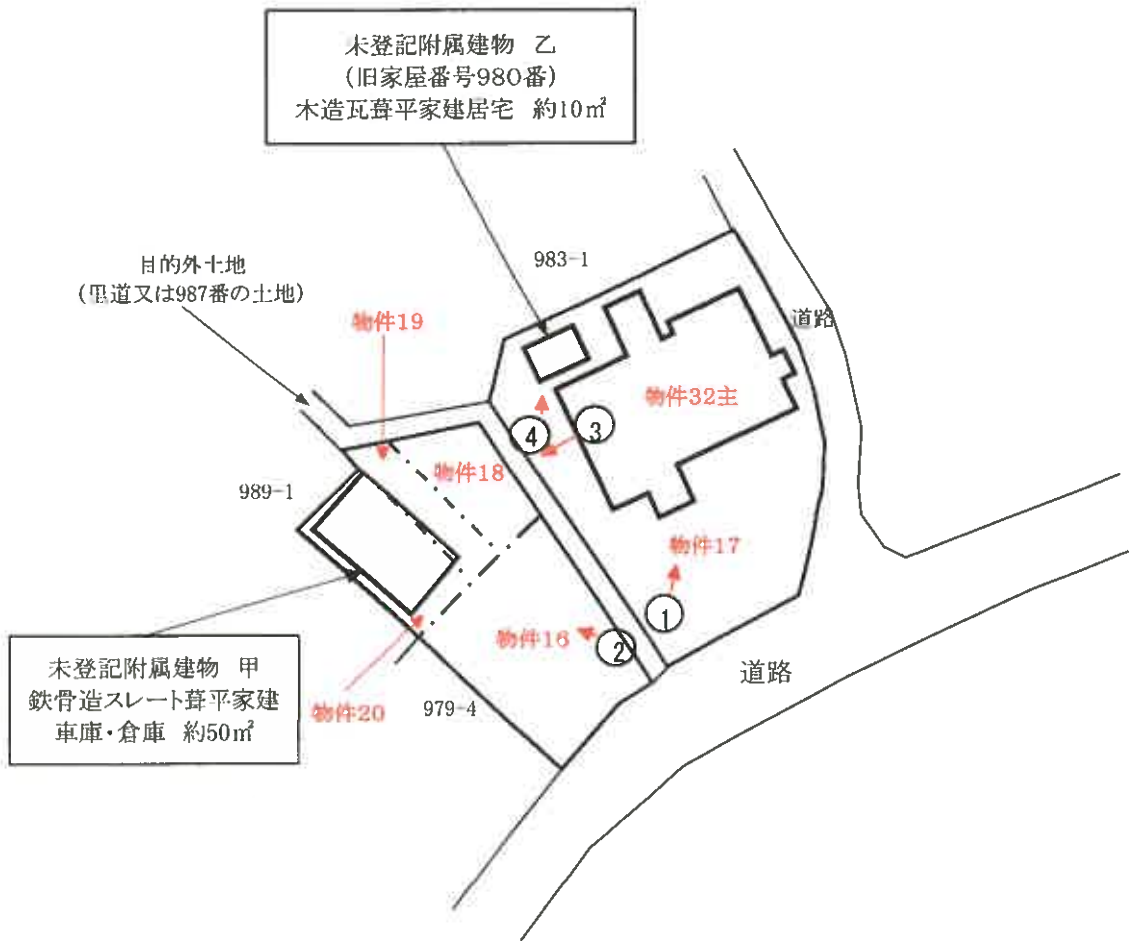 未登記附属建物 乙
(旧家屋番号980番)
木造瓦葺平家建居宅 約10㎡
983-1
目的外土地
(里道又は987番の土地)
道路
物件19
物件32主
4
3
物件18
989-1
物件17
1
物件16
2
未登記附属建物 甲
鉄骨造スレート葺平家建
車庫・倉庫 約50㎡
道路
物件20
979-4